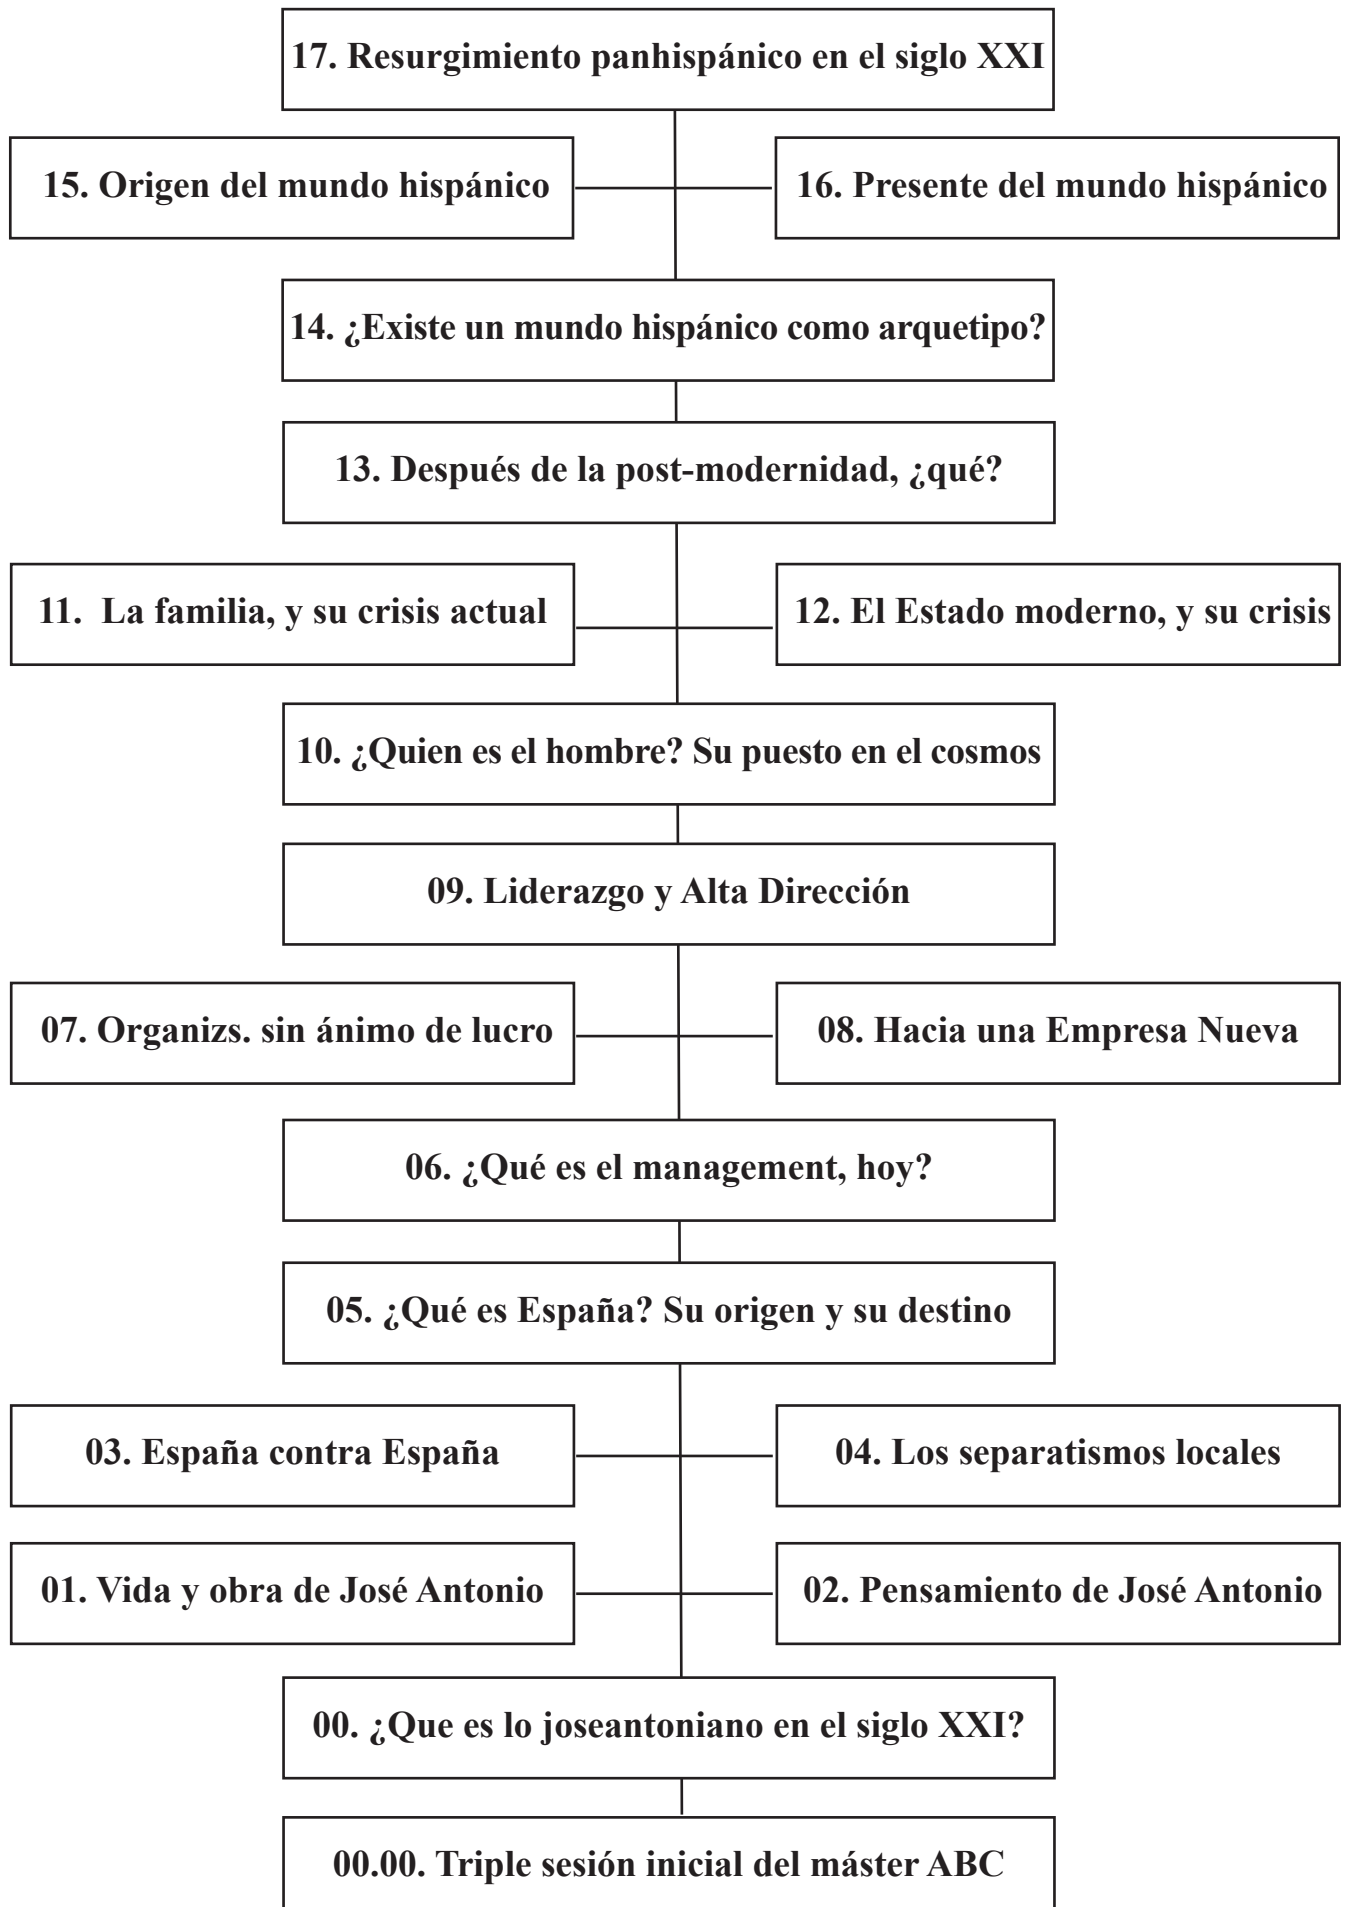 17. Resurgimiento panhispánico en el siglo XXI
15. Origen del mundo hispánico
16. Presente del mundo hispánico
14. ¿Existe un mundo hispánico como arquetipo?
13. Después de la post-modernidad, ¿qué?
11. La familia, y su crisis actual
12. El Estado moderno, y su crisis
10. ¿Quien es el hombre? Su puesto en el cosmos
09. Liderazgo y Alta Dirección
07. Organizs. sin ánimo de lucro
08. Hacia una Empresa Nueva
06. ¿Qué es el management, hoy?
05. ¿Qué es España? Su origen y su destino
03. España contra España
04. Los separatismos locales
01. Vida y obra de José Antonio
02. Pensamiento de José Antonio
00. ¿Que es lo joseantoniano en el siglo XXI?
00.00. Triple sesión inicial del máster ABC